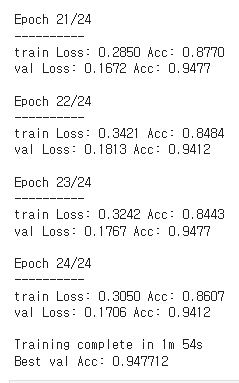 Epoch 21/24
----------
train Loss: 0.2850 Acc: 0.8770
val Loss: 0.1672 Acc: 0.9477
Epoch 22/24
----------
train Loss: 0.3421 Acc: 0.8484
val Loss: 0.1813 Acc: 0.9412
Epoch 23/24
----------
train Loss: 0.3242 Acc: 0.8443
val Loss: 0.1767 Acc: 0.9477
Epoch 24/24
----------
train Loss: 0.3050 Acc: 0.8607
val Loss: 0.1706 Acc: 0.9412
Training complete in 1m 54s
Best val Acc: 0.947712